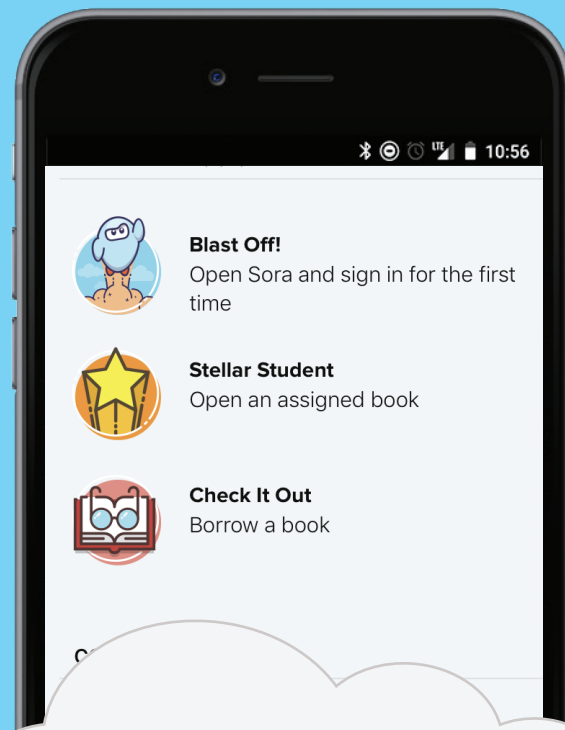 LTE 10:56
Blast Off!
Open Sora and sign in for the first
time
Stellar Student
Open an assigned book
Check It Out
Borrow a book